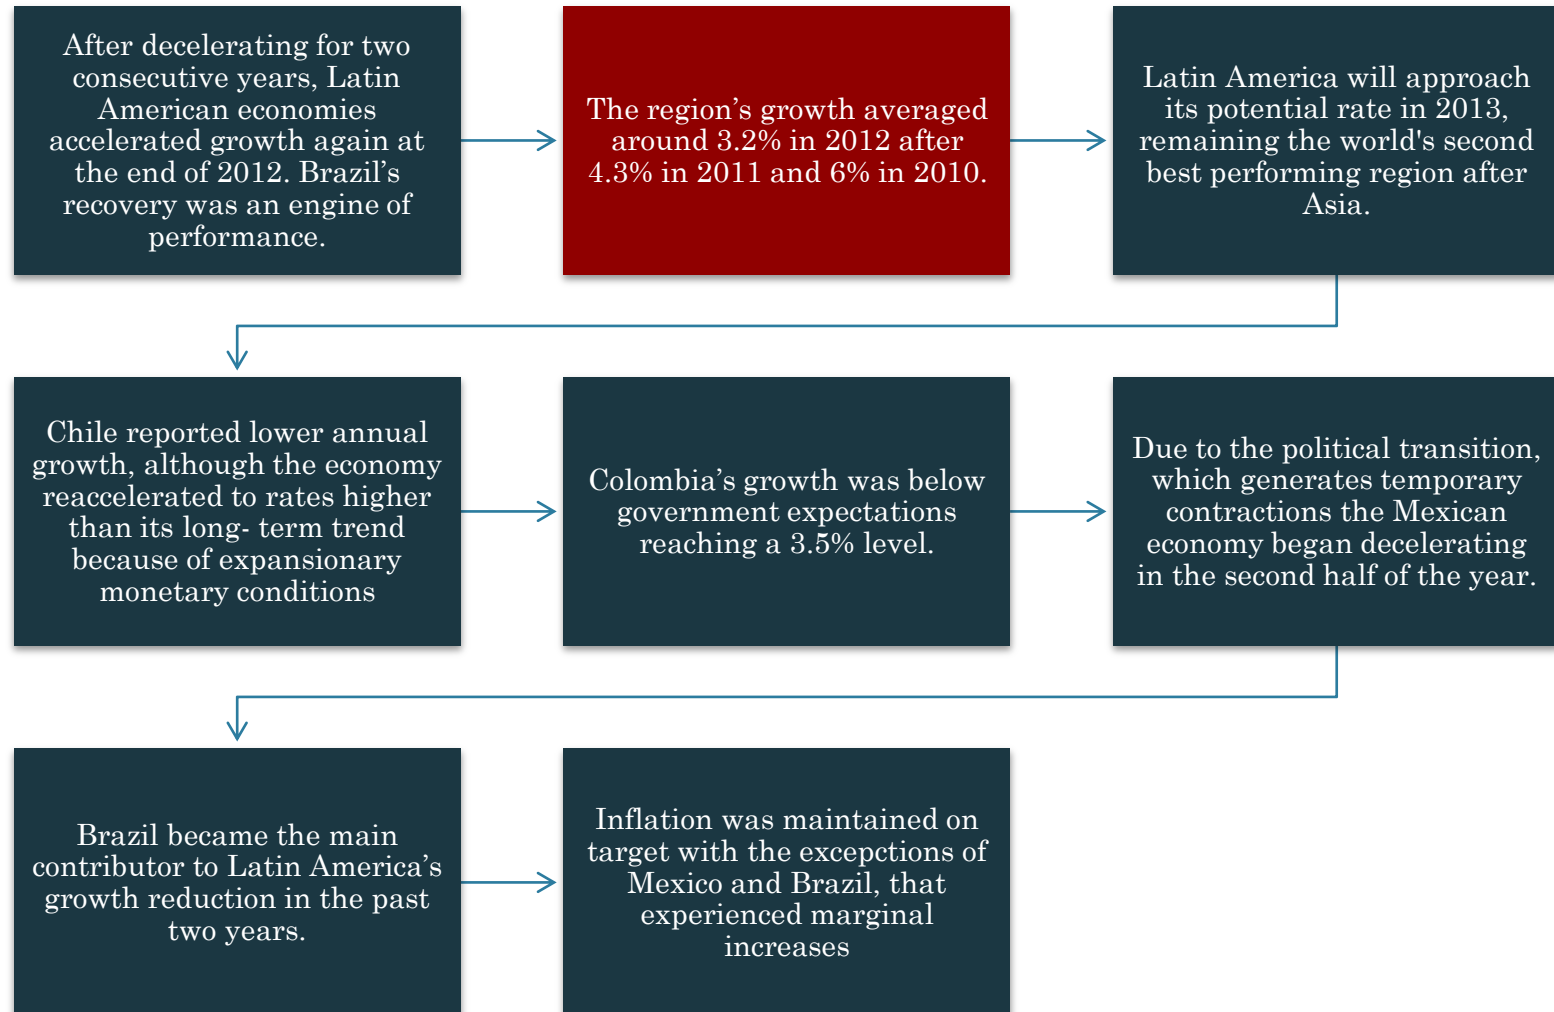 After decelerating for two
consecutive years, Latin
American economies
accelerated growth again at
the end of 2012. Brazil’s
recovery was an engine of
performance.
The region’s growth averaged
around 3.2% in 2012 after
4.3% in 2011 and 6% in 2010.
Latin America will approach
its potential rate in 2013,
remaining the world's second
best performing region after
Asia.
Chile reported lower annual
growth, although the economy
reaccelerated to rates higher
than its long- term trend
because of expansionary
monetary conditions
Colombia’s growth was below
government expectations
reaching a 3.5% level.
Due to the political transition,
which generates temporary
contractions the Mexican
economy began decelerating
in the second half of the year.
Brazil became the main
contributor to Latin America’s
growth reduction in the past
two years.
Inflation was maintained on
target with the excepctions of
Mexico and Brazil, that
experienced marginal
increases